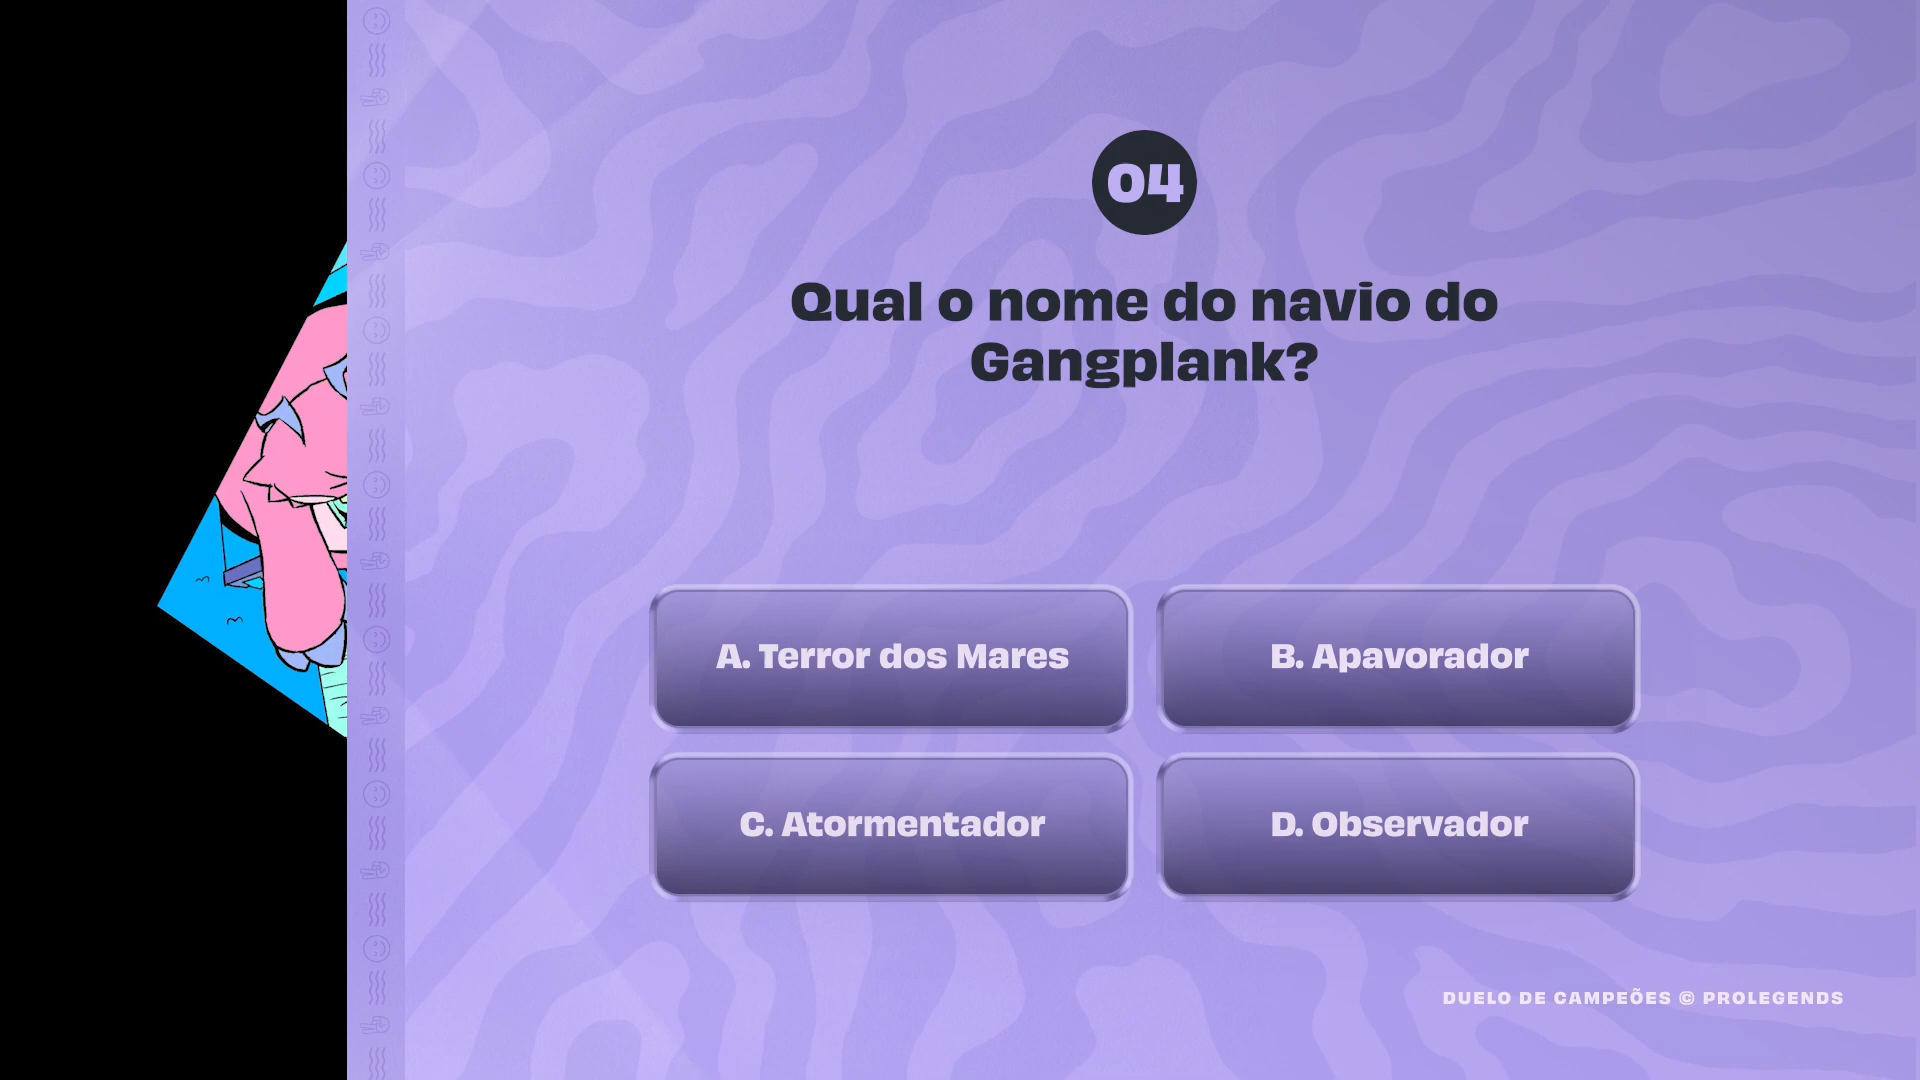 04
Qual o nome do navio do
Gangplank?
A. Terror dos Mares
B. Apavorador
C. Atormentador
D. Observador
DUELO DE CAMPEÕES © PROLEGENDS